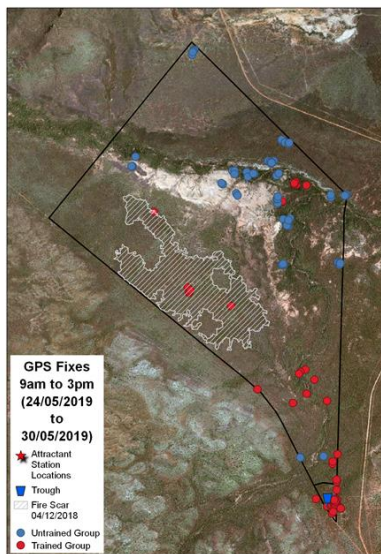 GPS Fixes
9am to 3pm
(24/05/2019
to
30/05/2019)
Attractant
Station
Locations
Trough
Fire Scar
04/12/2018
Untrained Group
Trained Group